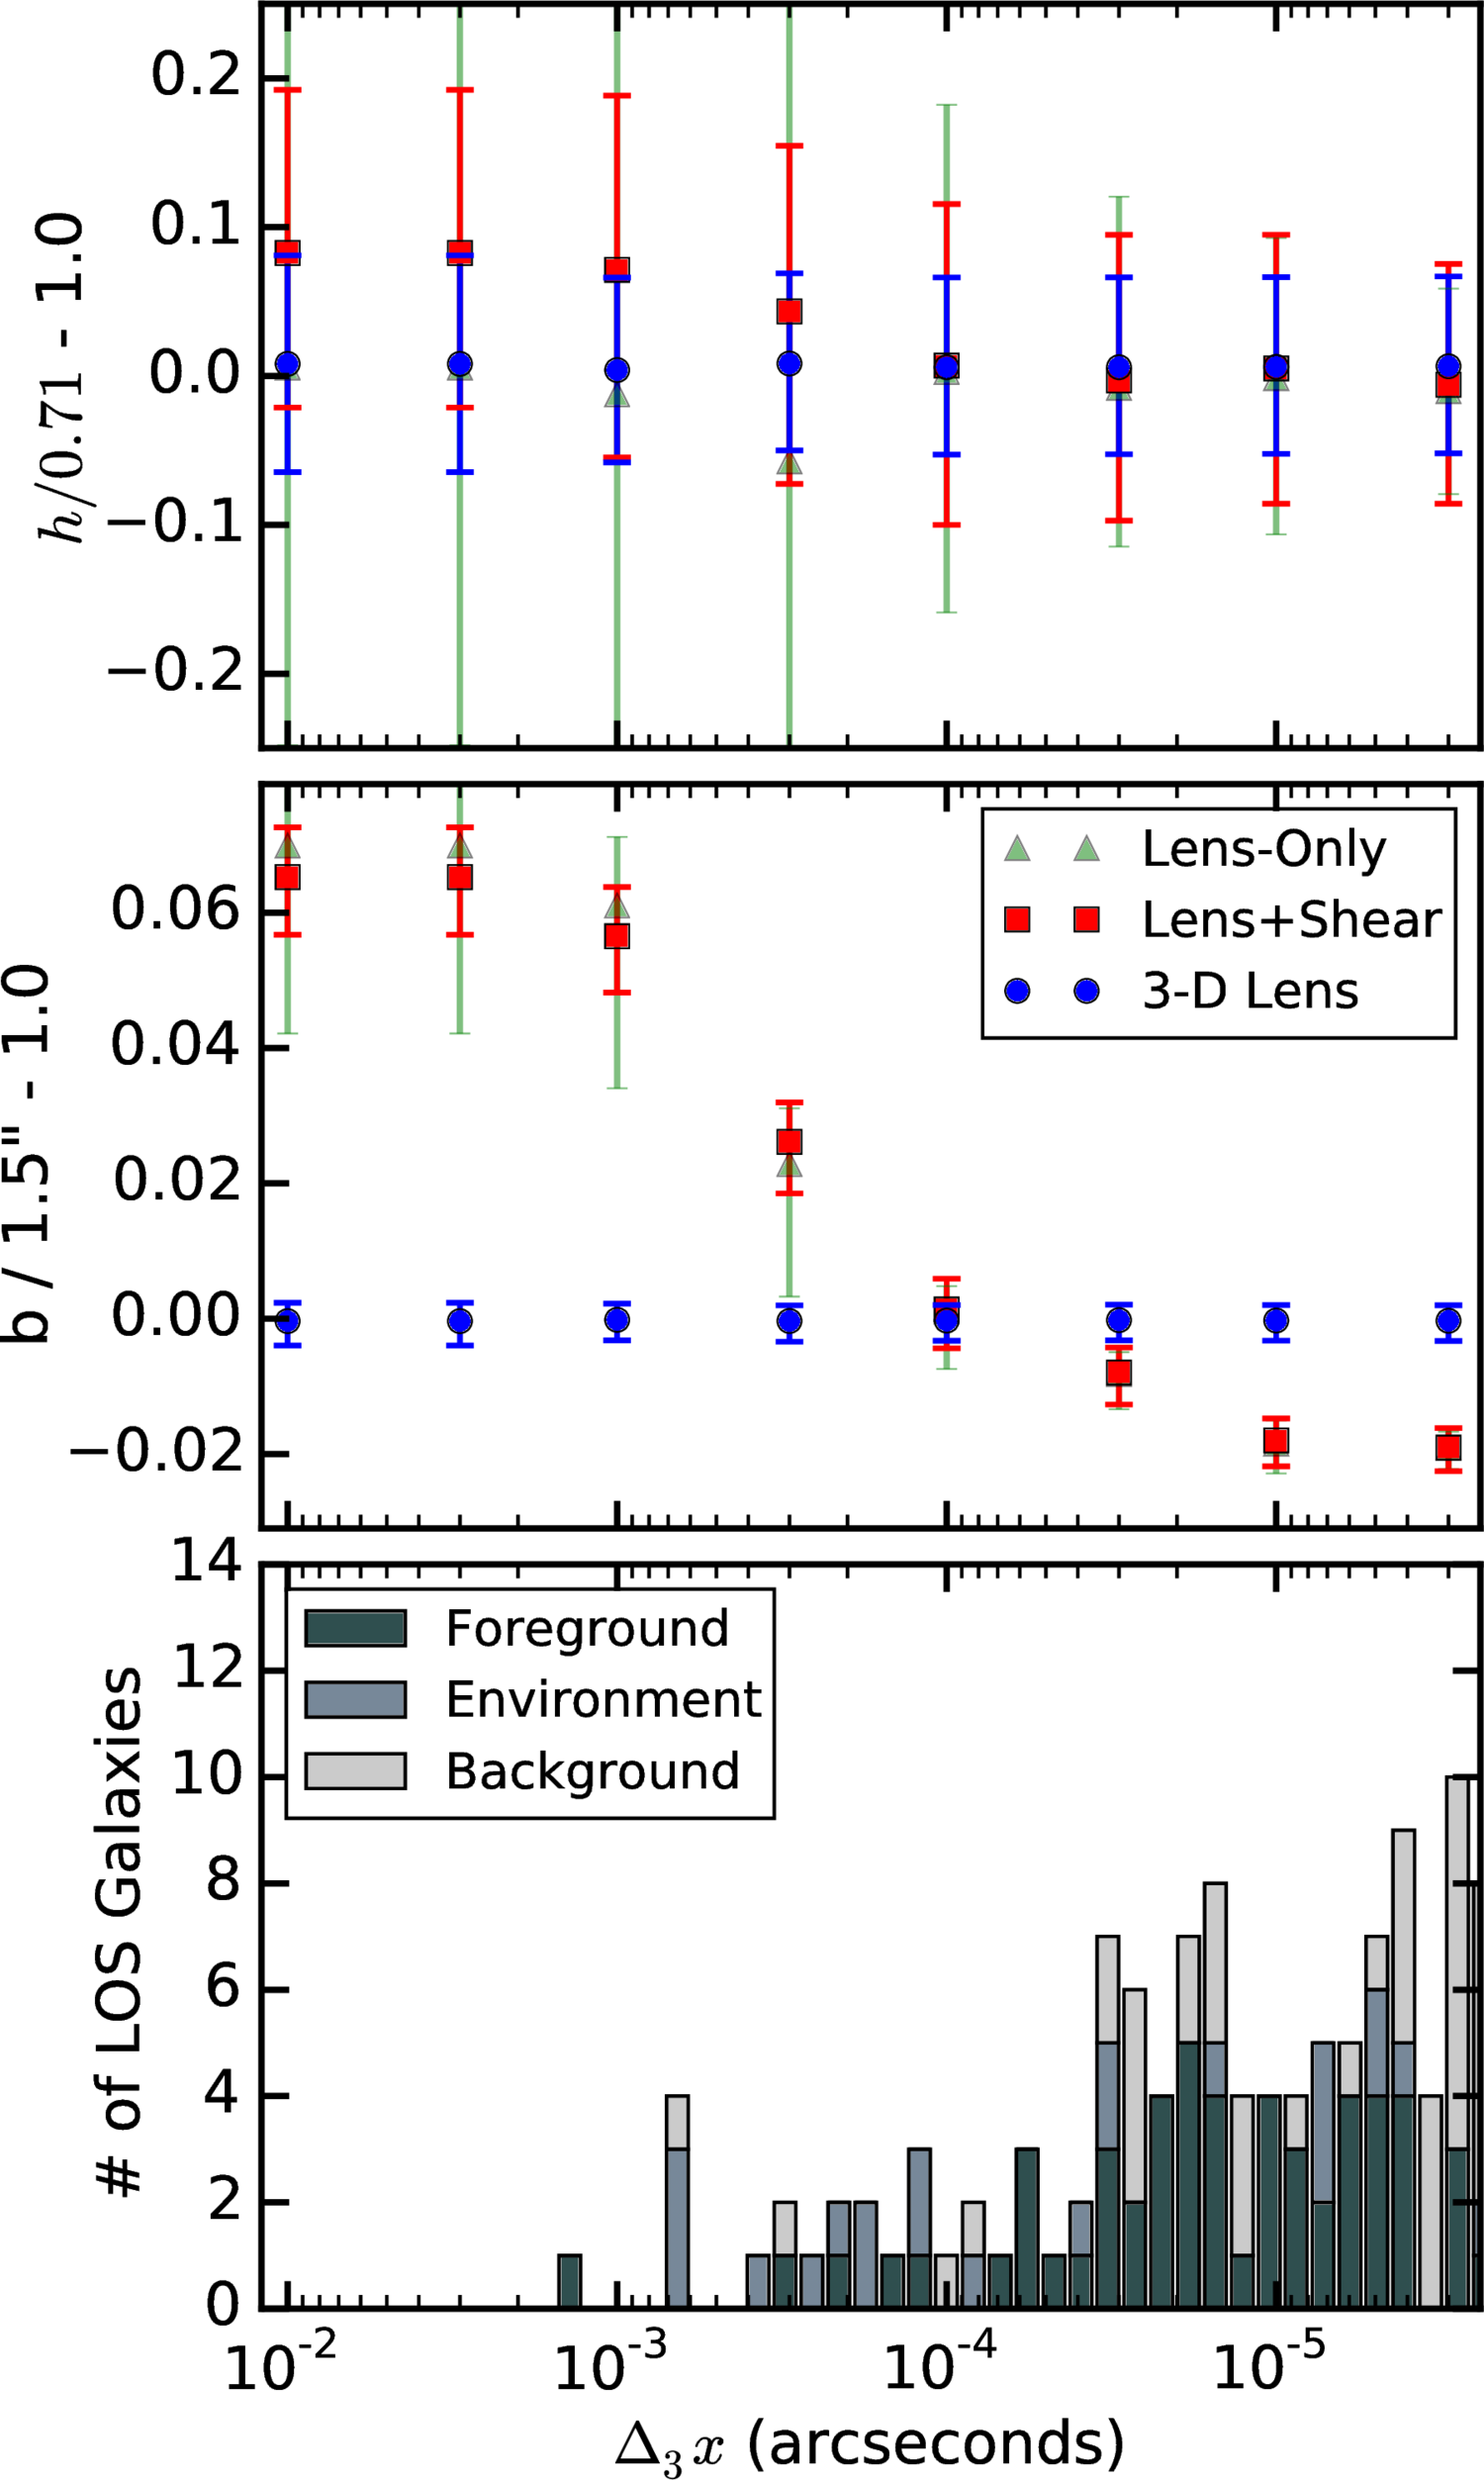 0.2
0.1
0.0
−0.1
−0.2
h/0.71 - 1.0
0.06
0.04
0.02
0.00
−0.02
b / 1.5" - 1.0
Lens-Only
Lens+Shear
3-D Lens
14
12
10
8
6
4
2
0
# of LOS Galaxies
Foreground
Environment
Background
10⁻² 10⁻³ 10⁻⁴ 10⁻⁵
Δ₃x (arcseconds)